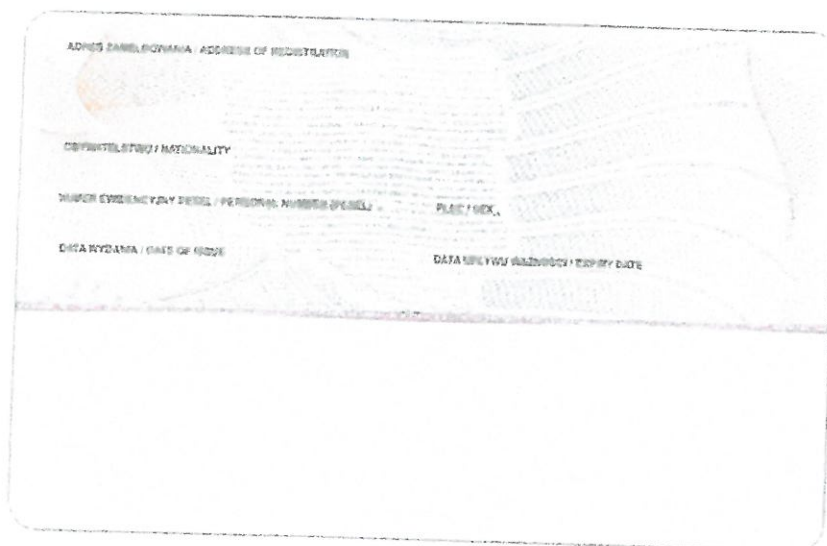 ADRES ZAMELDOWANIA / ADDRESS OF REGISTRATION
OBYWATELSTWO / NATIONALITY
NUMER EWIDENCYJNY PESEL / PERSONAL NUMBER (PESEL)
PŁEĆ / SEX
DATA WYDANIA / DATE OF ISSUE
DATA UPŁYWU WAŻNOŚCI / EXPIRY DATE